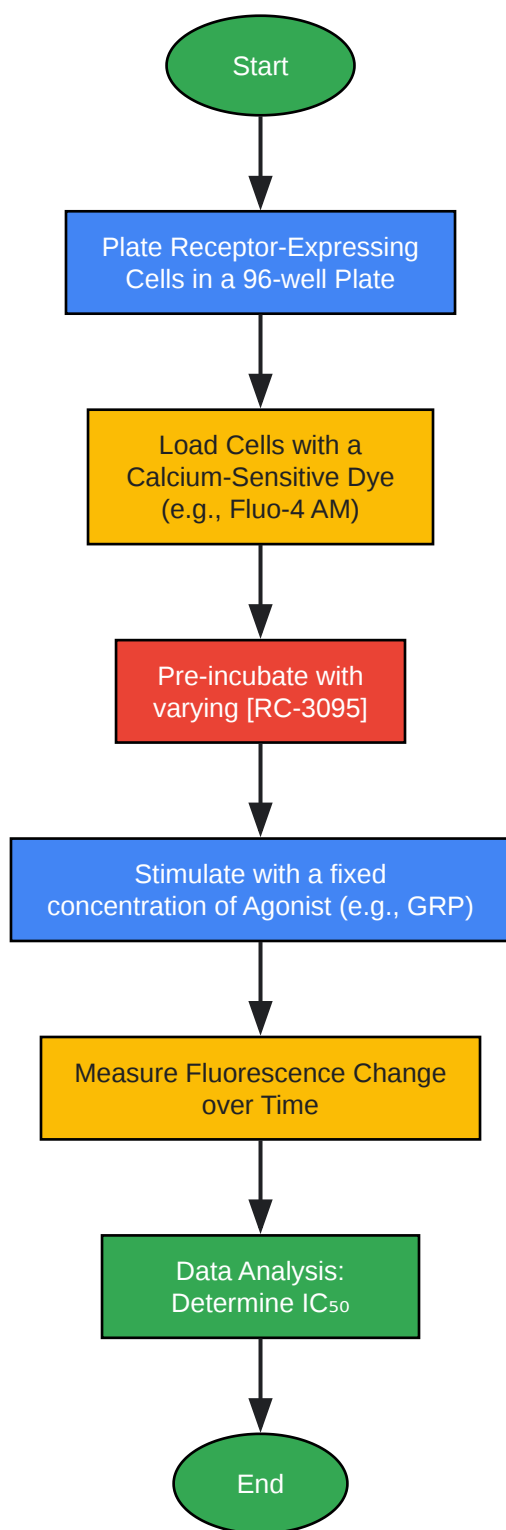 Start
Plate Receptor-Expressing
Cells in a 96-well Plate
Load Cells with a
Calcium-Sensitive Dye
(e.g., Fluo-4 AM)
Pre-incubate with
varying [RC-3095]
Stimulate with a fixed
concentration of Agonist (e.g., GRP)
Measure Fluorescence Change
over Time
Data Analysis:
Determine IC₅₀
End